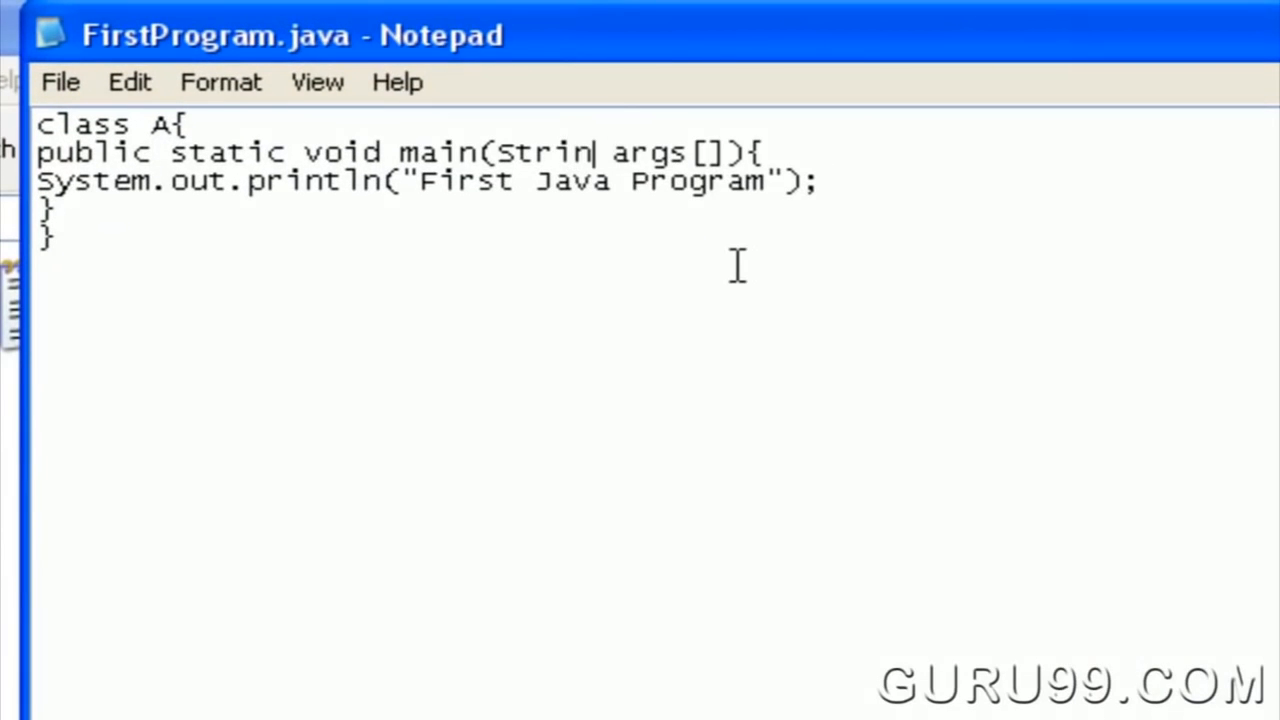 FirstProgram.java - Notepad
File Edit Format View Help
class A{
public static void main(Strin args[]){
System.out.println("First Java Program");
}
}
GURU99.COM